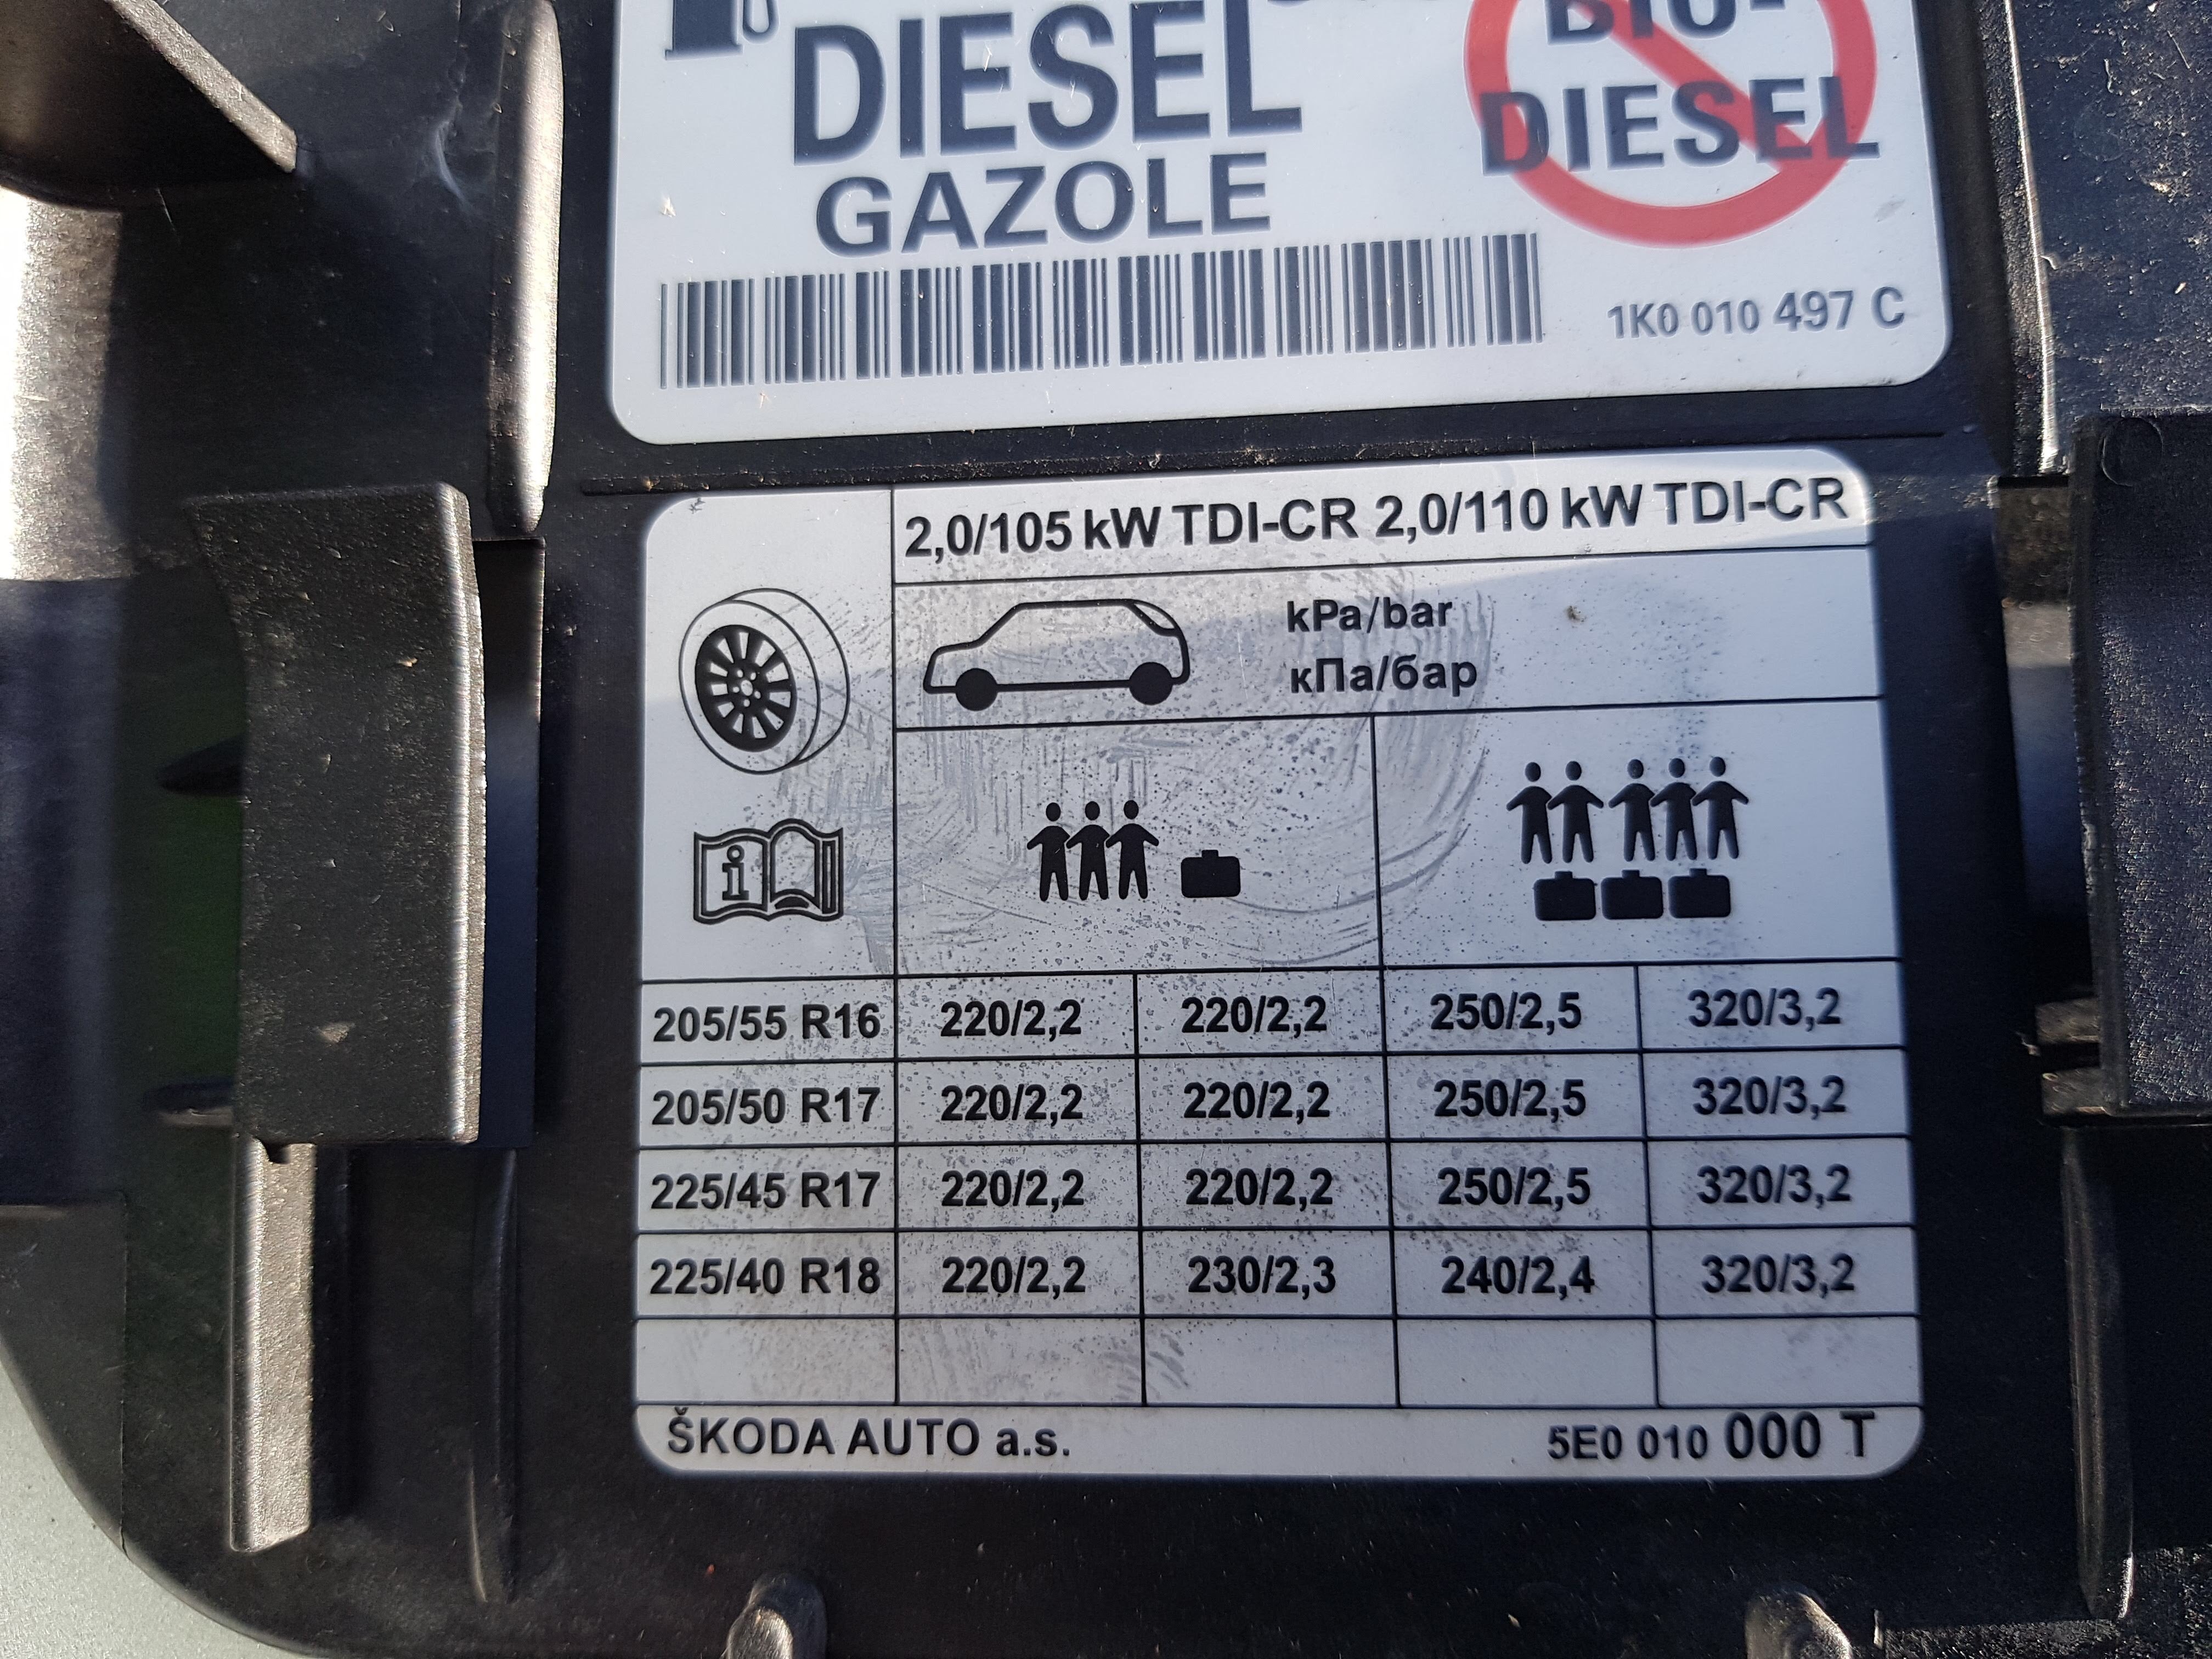 DIESEL
GAZOLE
BIO-
DIESEL
1K0 010 497 C
2,0/105 kW TDI-CR 2,0/110 kW TDI-CR
kPa/bar
кПа/бар
i
205/55 R16 220/2,2 220/2,2 250/2,5 320/3,2
205/50 R17 220/2,2 220/2,2 250/2,5 320/3,2
225/45 R17 220/2,2 220/2,2 250/2,5 320/3,2
225/40 R18 220/2,2 230/2,3 240/2,4 320/3,2
ŠKODA AUTO a.s. 5E0 010 000 T